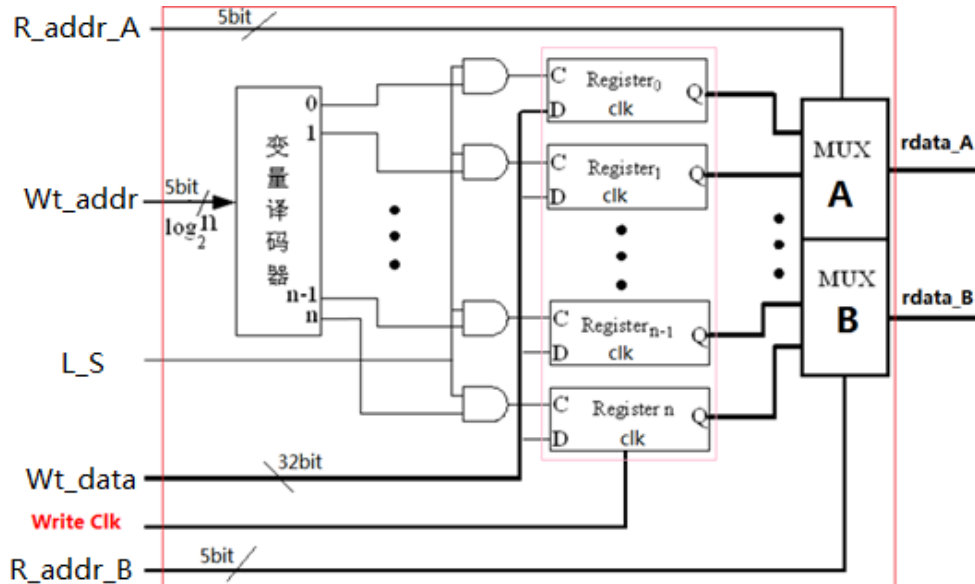 R_addr_A
5bit
Wt_addr
5bit
log₂n
变量译码器
0
1
n-1
n
L_S
Wt_data
32bit
Write Clk
R_addr_B
5bit
C Register₀ Q
D clk
C Register₁ Q
D clk
C Registerₙ₋₁ Q
D clk
C Register n Q
D clk
MUX
A
MUX
B
rdata_A
rdata_B